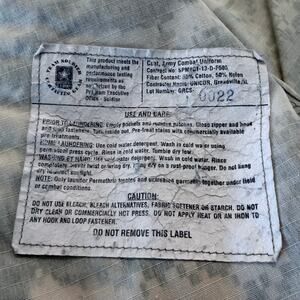 TEAM SOLDIER
CERTIFIED GEAR
This product meets the
manufacturing and
performance testing
requirements
as authorized by the
Program Executive
Office - Soldier
Coat, Army Combat Uniform
Contract No: SPM1C1-13-D-
Fiber Content: 50% Cotton, 50% Nylon
Contractor Name: UNICOR, Greenville, IL
Lot Number: GRCS-
0022
USE AND CARE:
PRIOR TO LAUNDERING: Empty pockets and remove patches. Close zipper and hook
and loop fasteners. Turn inside out. Pre-treat stains with commercially available
pre-treatments.
HOME LAUNDERING: Use cold water detergent. Wash in cold water using
permanent press cycle. Rinse in cold water. Tumble dry low.
WASHING BY HAND: Use cold water detergent. Wash in cold water. Rinse
completely. Avoid twist or wring dry. dry on a rust-proof hanger. Do not hang
dry in direct sunlight.
NOTE: Only launder Permethrin treated and utilization garments together under field
or combat conditions.
CAUTION:
DO NOT USE BLEACH, BLEACH ALTERNATIVES, FABRIC SOFTENER OR STARCH. DO NOT
DRY CLEAN OR COMMERCIALLY HOT PRESS. DO NOT APPLY HEAT OR AN IRON TO
ANY HOOK AND LOOP FASTENER.
DO NOT REMOVE THIS LABEL